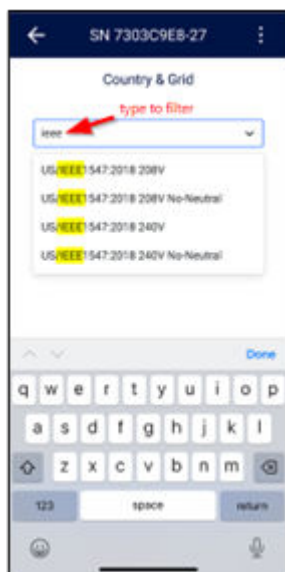 SN 7303C9E8-27
Country & Grid
type to filter
ieee
US/IEEE1547:2018 208V
US/IEEE1547:2018 208V No-Neutral
US/IEEE1547:2018 240V
US/IEEE1547:2018 240V No-Neutral
Done
q w e r t y u i o p
a s d f g h j k l
z x c v b n m
123 space return